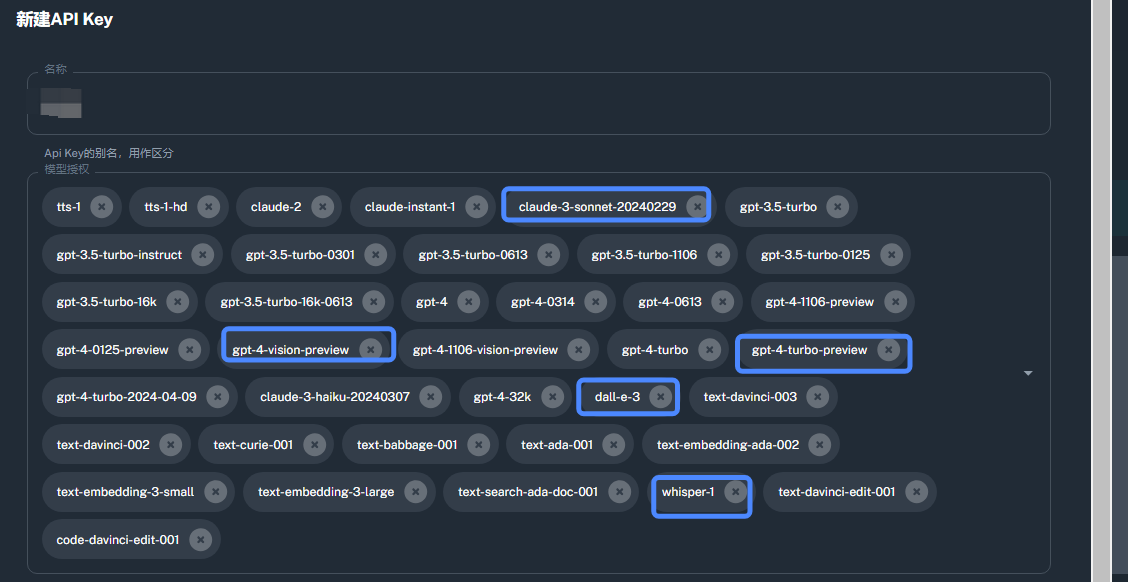 新建API Key
名称
Api Key的别名，用作区分
模型授权
tts-1 tts-1-hd claude-2 claude-instant-1 claude-3-sonnet-20240229 gpt-3.5-turbo
gpt-3.5-turbo-instruct gpt-3.5-turbo-0301 gpt-3.5-turbo-0613 gpt-3.5-turbo-1106 gpt-3.5-turbo-0125
gpt-3.5-turbo-16k gpt-3.5-turbo-16k-0613 gpt-4 gpt-4-0314 gpt-4-0613 gpt-4-1106-preview
gpt-4-0125-preview gpt-4-vision-preview gpt-4-1106-vision-preview gpt-4-turbo gpt-4-turbo-preview
gpt-4-turbo-2024-04-09 claude-3-haiku-20240307 gpt-4-32k dall-e-3 text-davinci-003
text-davinci-002 text-curie-001 text-babbage-001 text-ada-001 text-embedding-ada-002
text-embedding-3-small text-embedding-3-large text-search-ada-doc-001 whisper-1 text-davinci-edit-001
code-davinci-edit-001